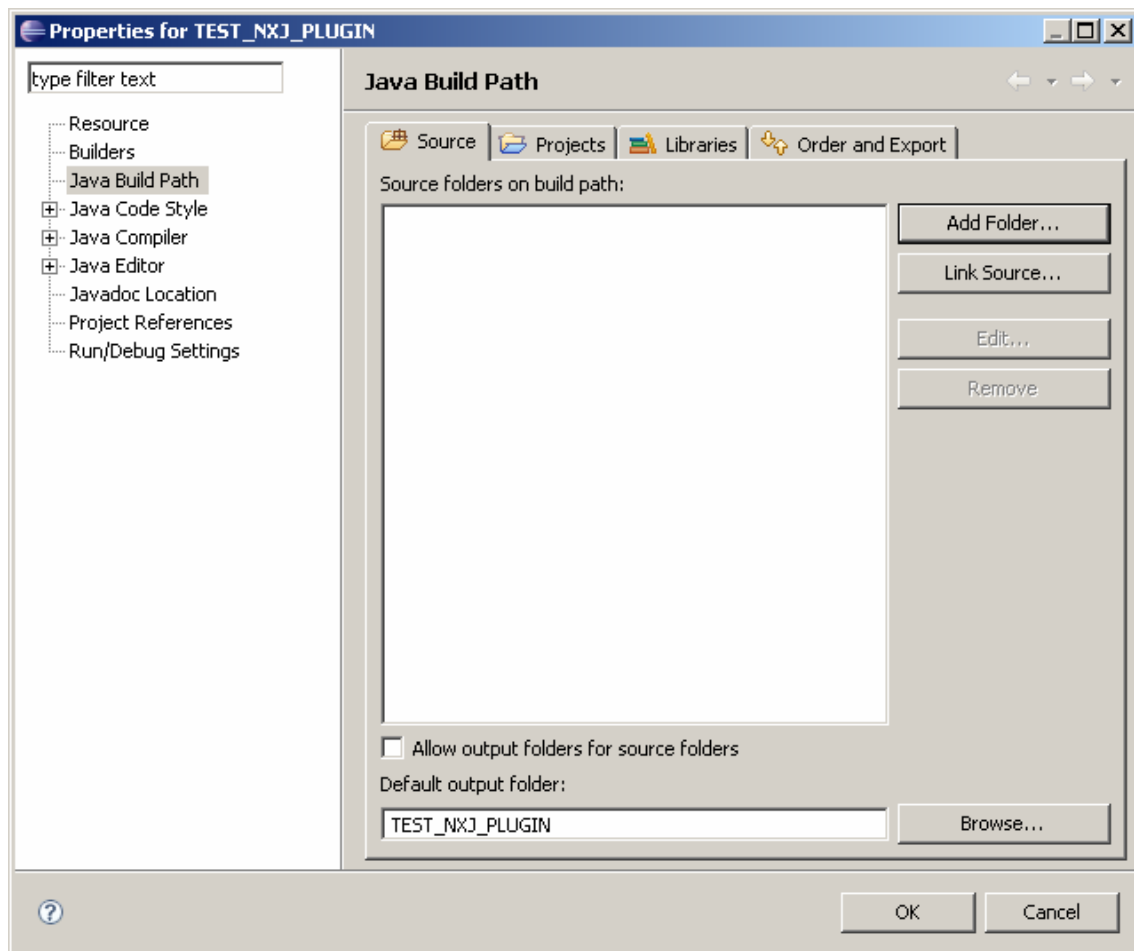 Properties for TEST_NXJ_PLUGIN
type filter text
Resource
Builders
Java Build Path
Java Code Style
Java Compiler
Java Editor
Javadoc Location
Project References
Run/Debug Settings
Java Build Path
Source
Projects
Libraries
Order and Export
Source folders on build path:
Add Folder...
Link Source...
Edit...
Remove
Allow output folders for source folders
Default output folder:
TEST_NXJ_PLUGIN
Browse...
OK
Cancel